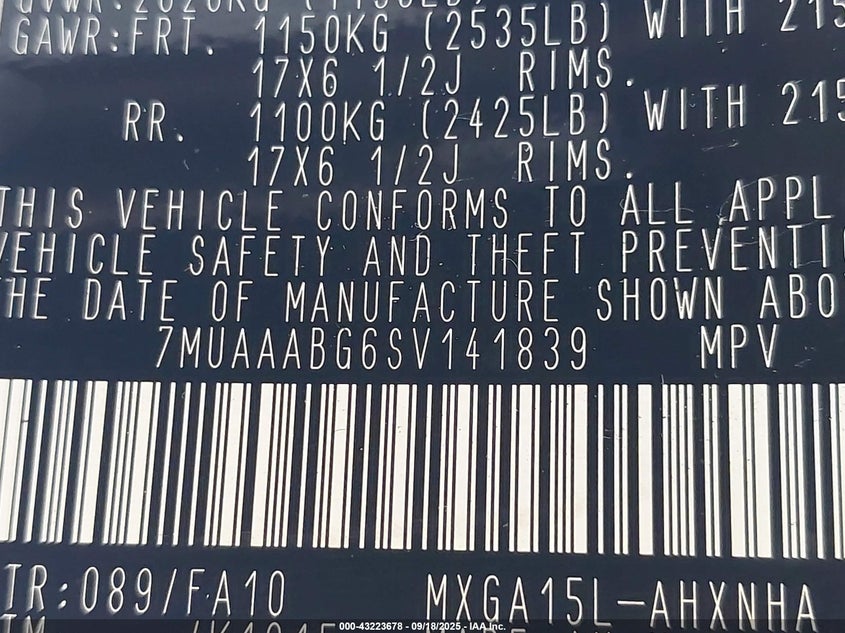 GAWR:FRT. 1150KG (2535LB) WITH 215
17X6 1/2J RIMS.
RR. 1100KG (2425LB) WITH 215
17X6 1/2J RIMS.
THIS VEHICLE CONFORMS TO ALL APPL
VEHICLE SAFETY AND THEFT PREVENTI
HE DATE OF MANUFACTURE SHOWN ABO
7MUAAABG6SV141839 MPV
TR:089/FA10 MXGA15L-AHXNHA
000-43223678 - 09/18/2025 - IAA Inc.